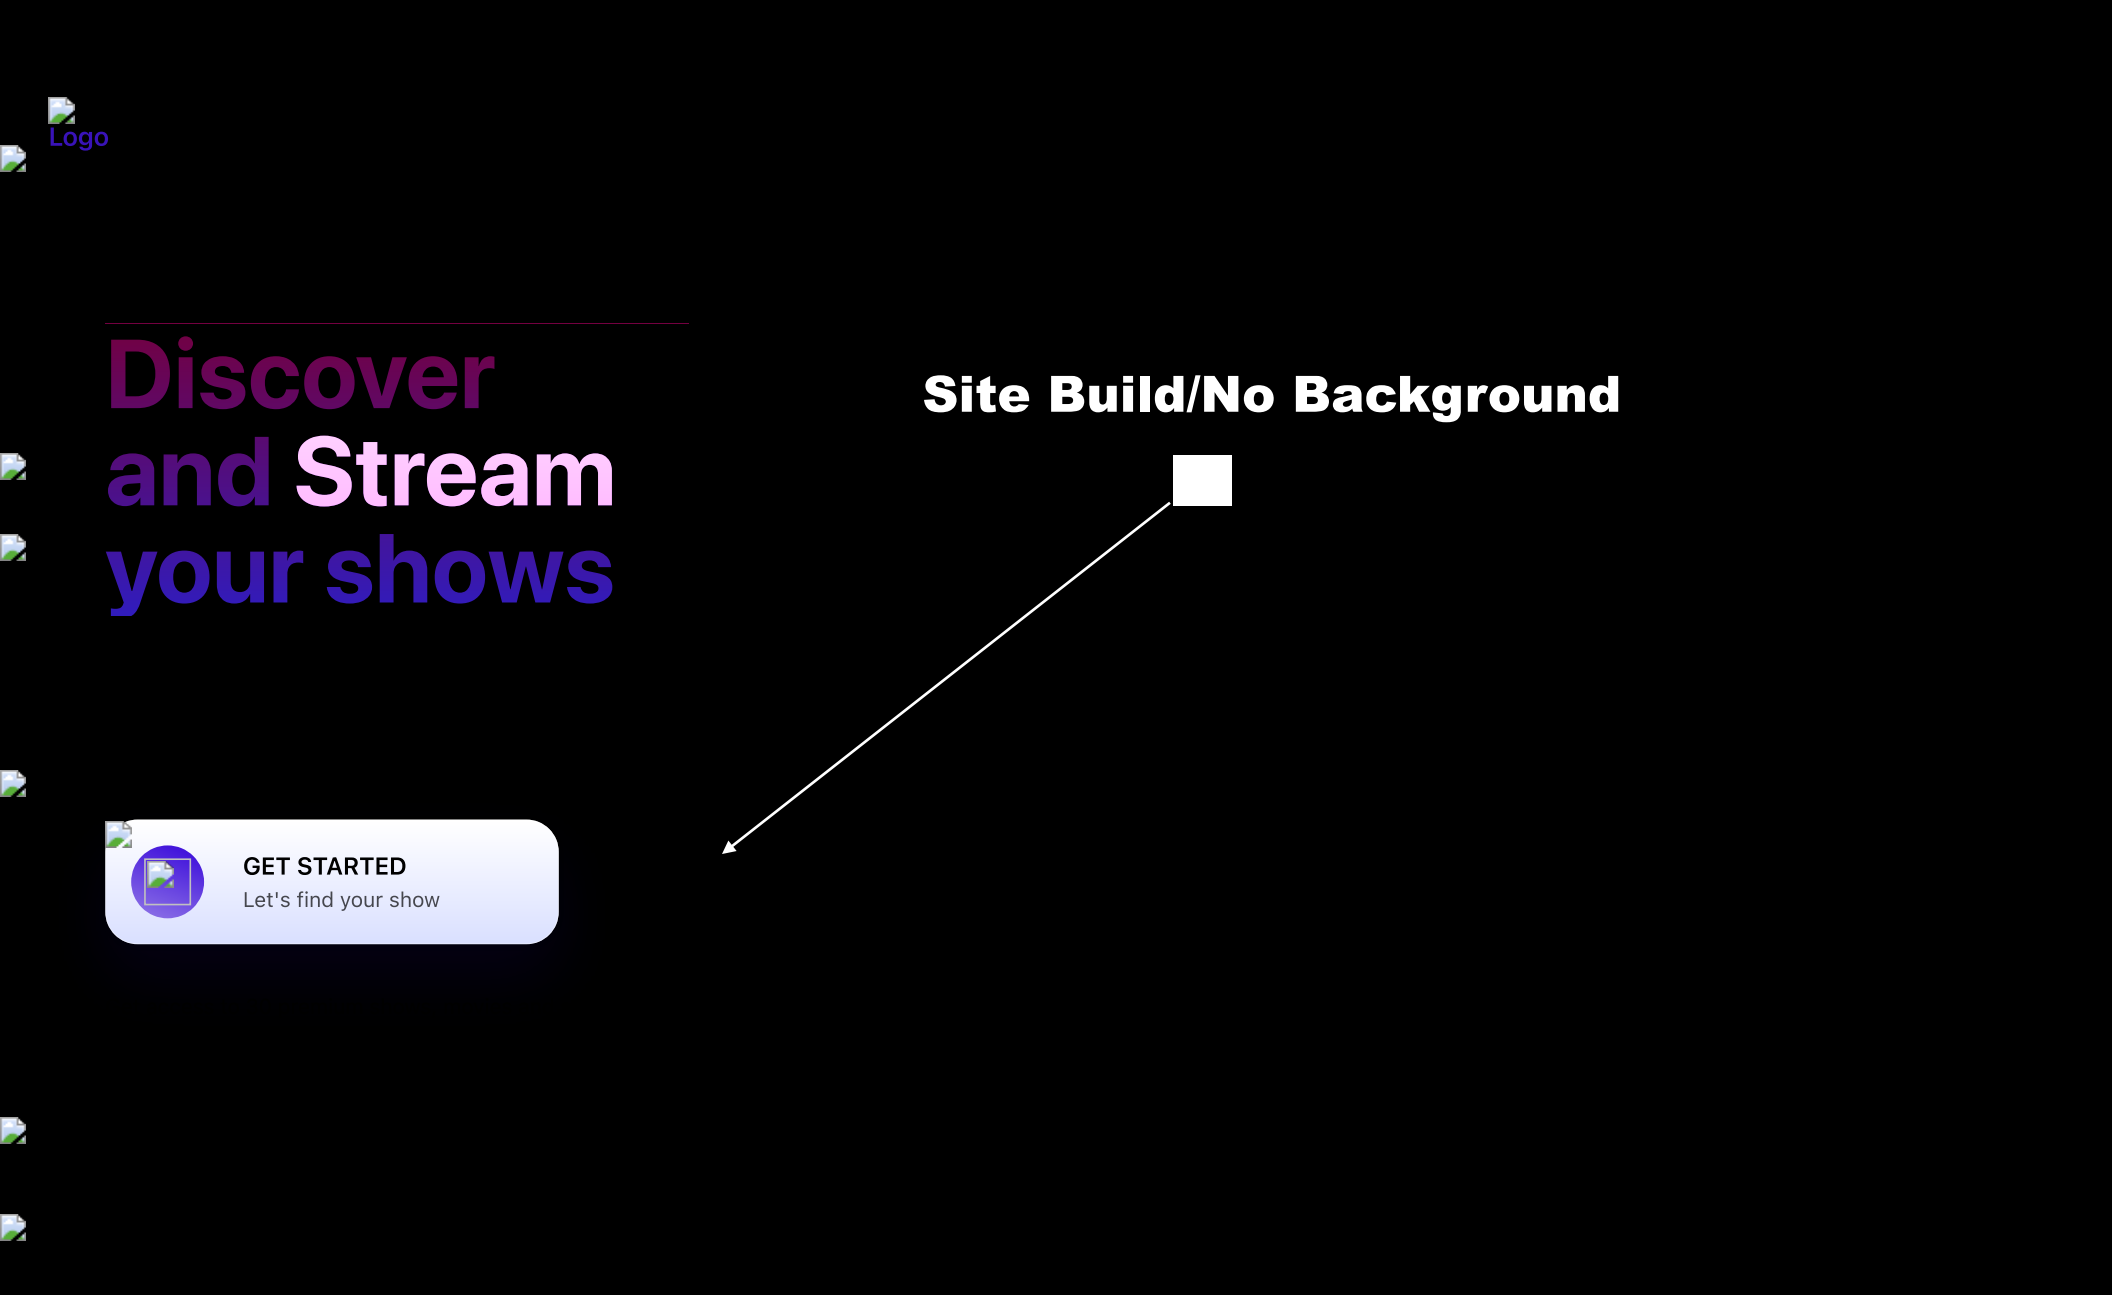 Logo
Discover
and Stream
your shows
Site Build/No Background
GET STARTED
Let's find your show